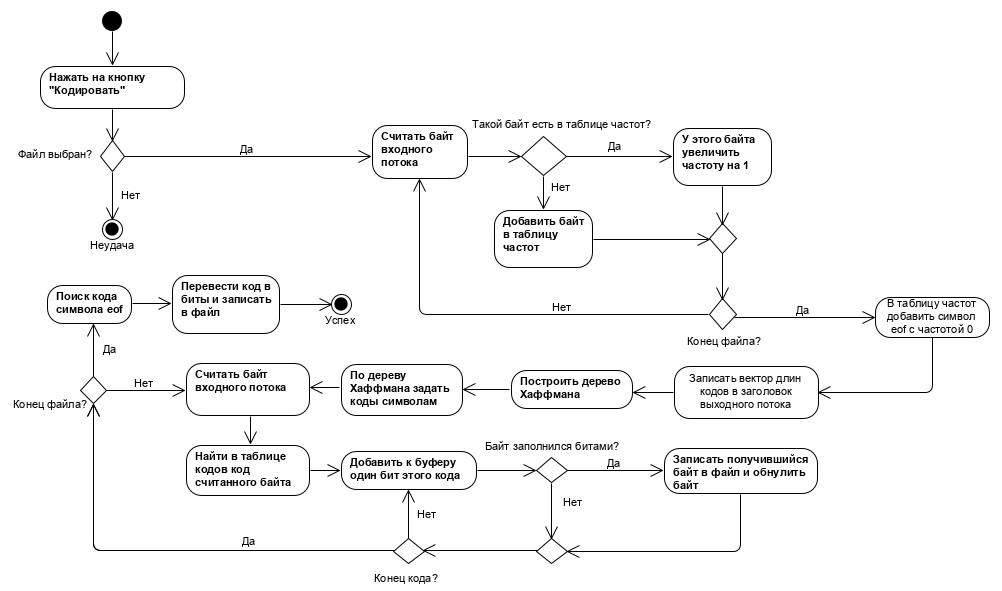 Нажать на кнопку
"Кодировать"
Файл выбран?
Да
Нет
Неудача
Считать байт
входного
потока
Такой байт есть в таблице частот?
Да
Нет
У этого байта
увеличить
частоту на 1
Добавить байт
в таблицу
частот
Нет
Конец файла?
Да
В таблицу частот
добавить символ
eof с частотой 0
Записать вектор длин
кодов в заголовок
выходного потока
Построить дерево
Хаффмана
По дереву
Хаффмана задать
коды символам
Считать байт
входного потока
Найти в таблице
кодов код
считанного байта
Добавить к буферу
один бит этого кода
Байт заполнился битами?
Да
Нет
Записать получившийся
байт в файл и обнулить
байт
Конец кода?
Нет
Да
Конец файла?
Нет
Да
Поиск кода
символа eof
Перевести код в
биты и записать
в файл
Успех